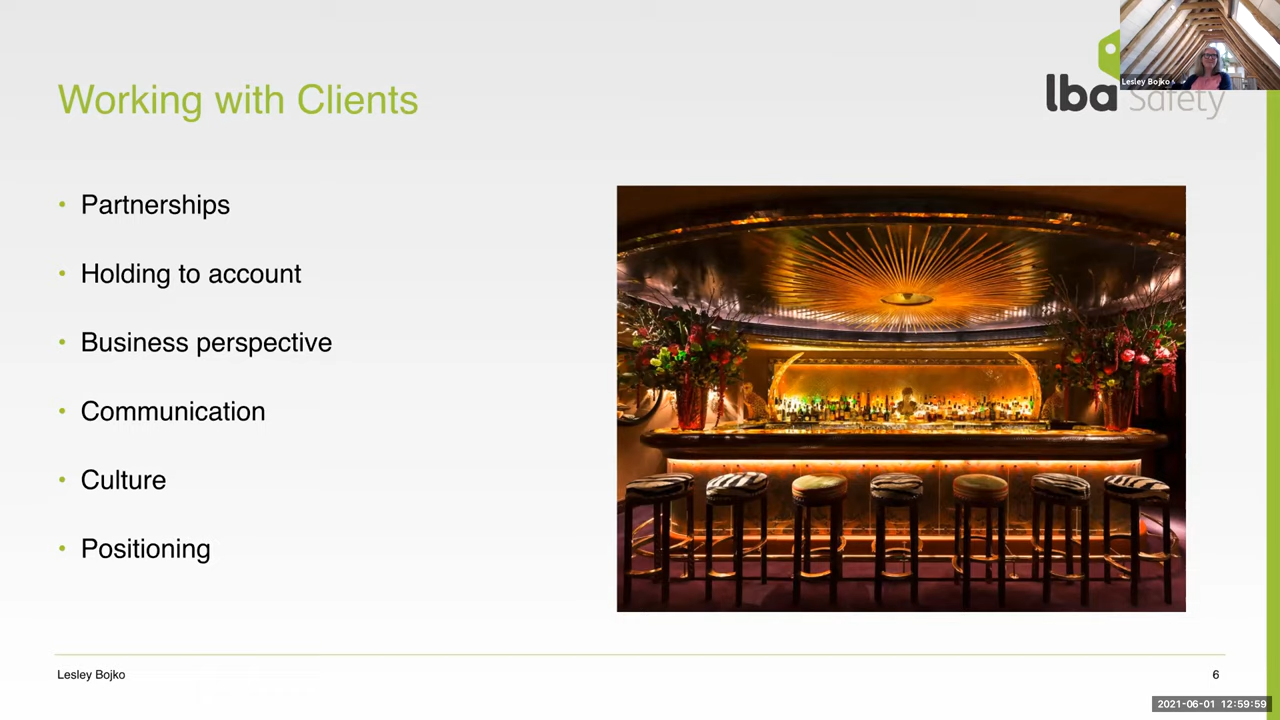 Working with Clients
lba Safety
Lesley Bojko
• Partnerships
• Holding to account
• Business perspective
• Communication
• Culture
• Positioning
Lesley Bojko
6
2021-06-01 12:59:59